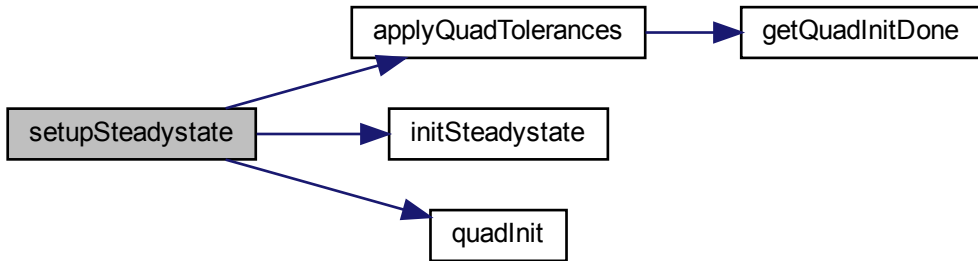 applyQuadTolerances
getQuadInitDone
setupSteadystate
initSteadystate
quadInit